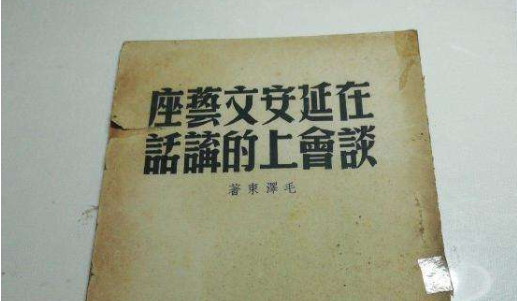 在延安文藝座
談會上的講話
毛澤東著